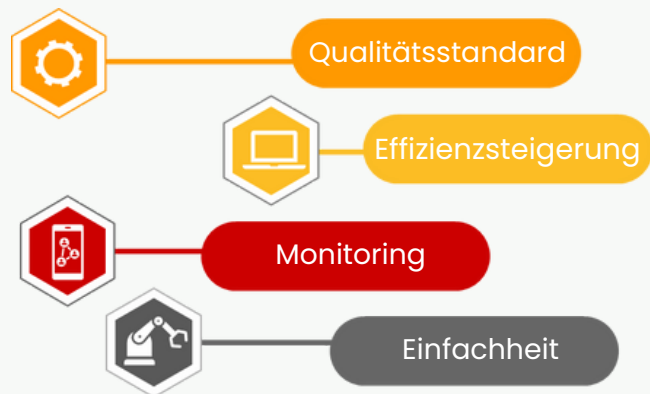 Qualitätsstandard
Effizienzsteigerung
Monitoring
Einfachheit